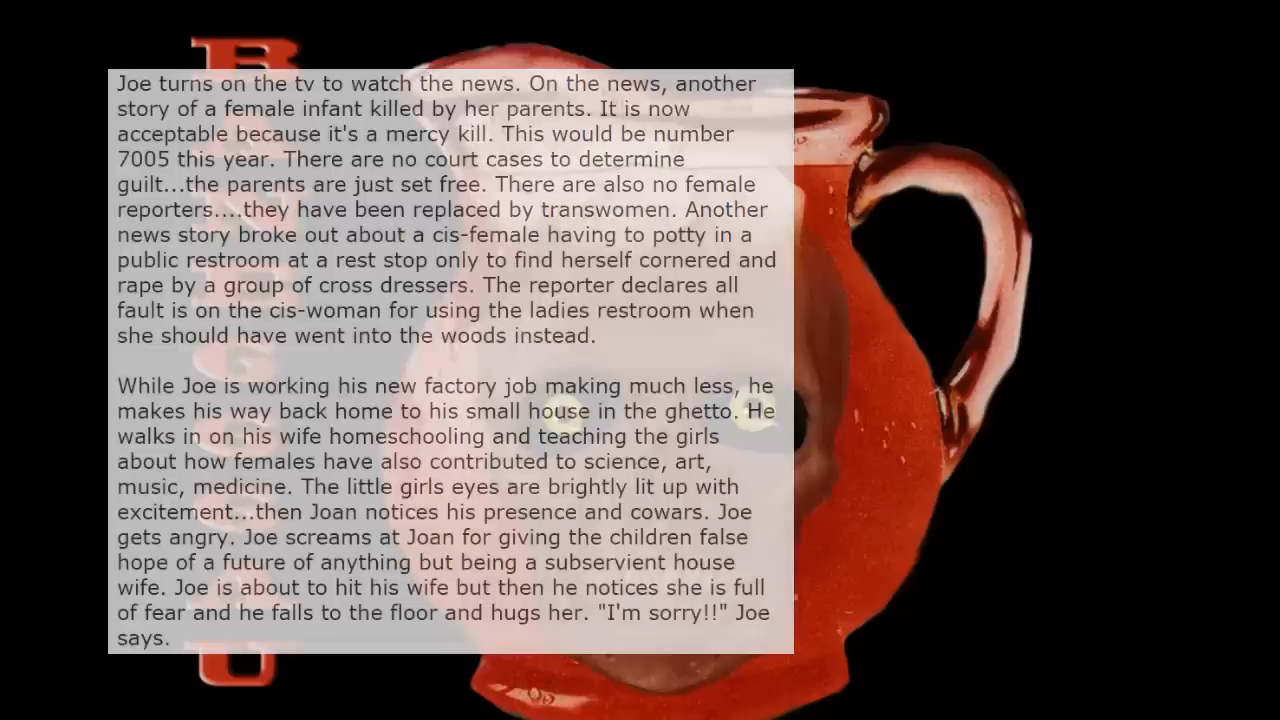 Joe turns on the tv to watch the news. On the news, another
story of a female infant killed by her parents. It is now
acceptable because it's a mercy kill. This would be number
7005 this year. There are no court cases to determine
guilt...the parents are just set free. There are also no female
reporters....they have been replaced by transwomen. Another
news story broke out about a cis-female having to potty in a
public restroom at a rest stop only to find herself cornered and
rape by a group of cross dressers. The reporter declares all
fault is on the cis-woman for using the ladies restroom when
she should have went into the woods instead.
While Joe is working his new factory job making much less, he
makes his way back home to his small house in the ghetto. He
walks in on his wife homeschooling and teaching the girls
about how females have also contributed to science, art,
music, medicine. The little girls eyes are brightly lit up with
excitement...then Joan notices his presence and cowars. Joe
gets angry. Joe screams at Joan for giving the children false
hope of a future of anything but being a subservient house
wife. Joe is about to hit his wife but then he notices she is full
of fear and he falls to the floor and hugs her. "I'm sorry!!" Joe
says.